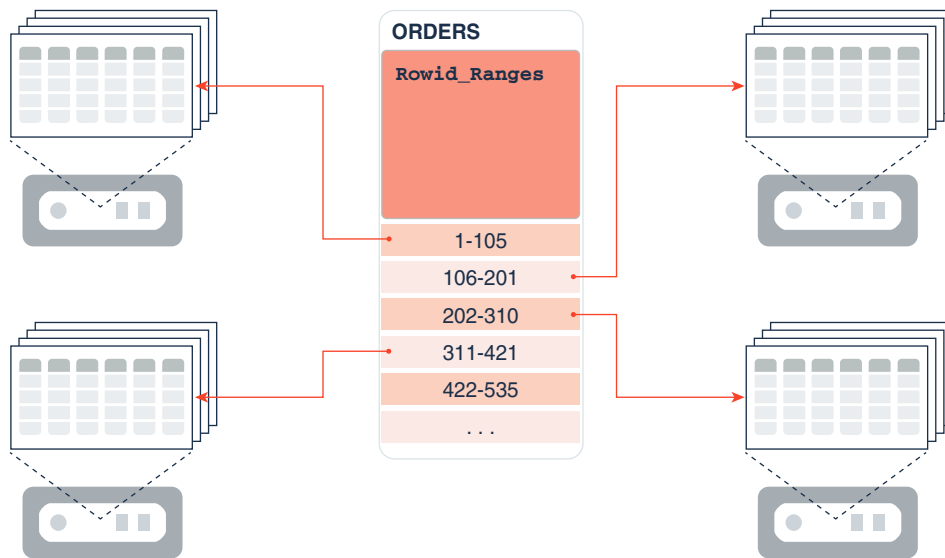 ORDERS
Rowid_Ranges
1-105
106-201
202-310
311-421
422-535
. . .